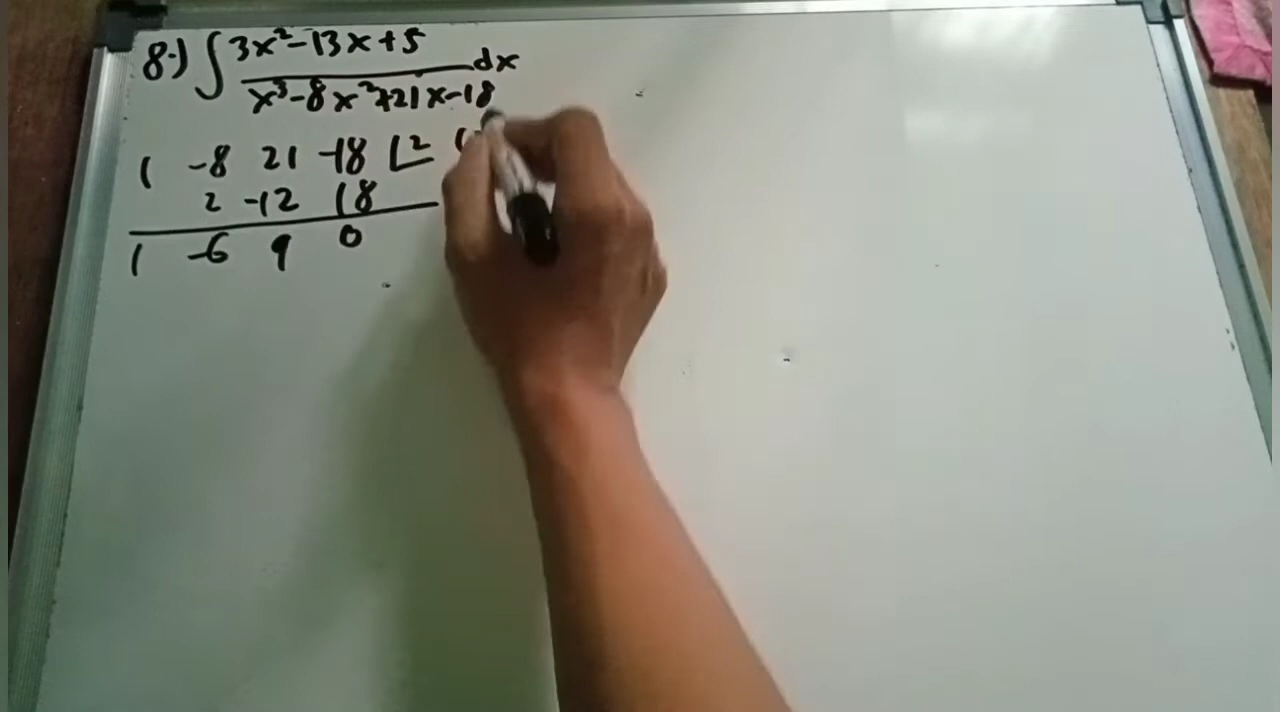 8.) ∫ 3x²-13x+5 dx
x³-8x²+21x-18
1 -8 21 -18 2 (
2 -12 18
1 -6 9 0